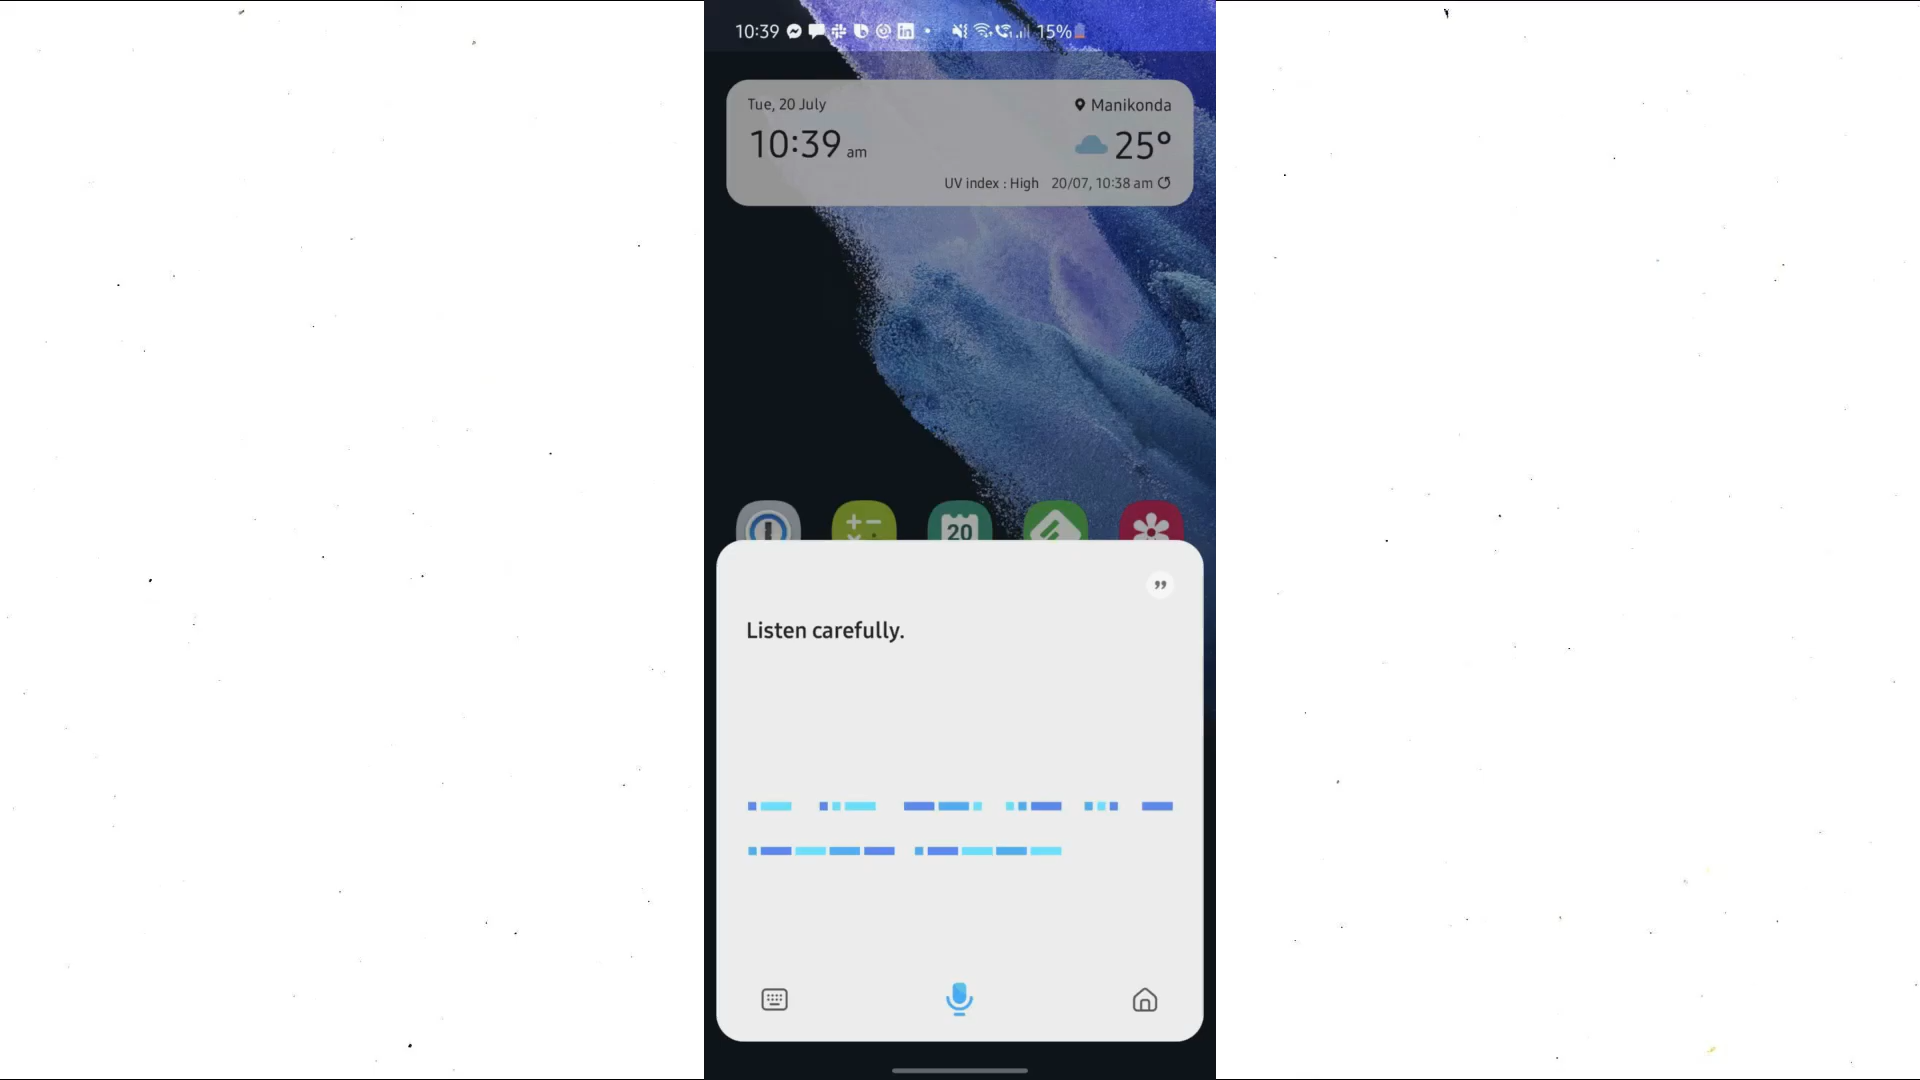 10:39 15%
Tue, 20 July Manikonda
10:39 am 25°
UV index : High 20/07, 10:38 am
20
Listen carefully.